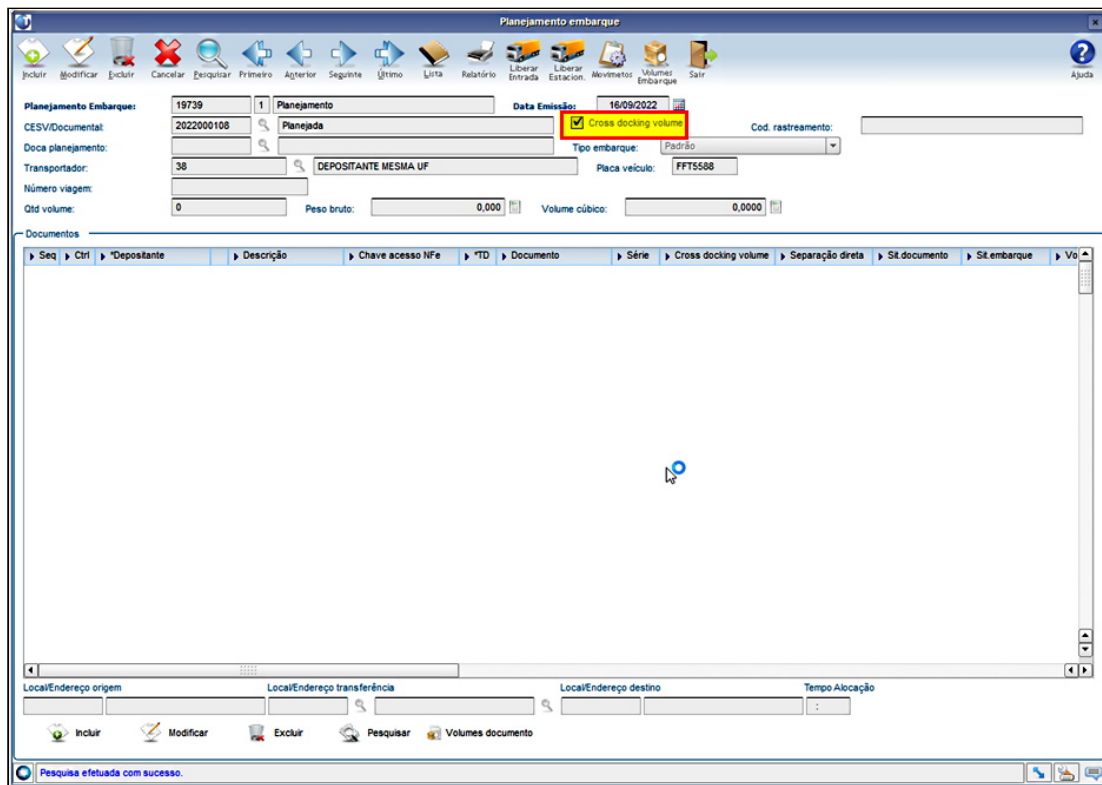 Planejamento embarque
Incluir Modificar Excluir Cancelar Pesquisar Primeiro Anterior Seguinte Último Lista Relatório Liberar Entrada Liberar Estacion. Movimetos Volumes Embarque Sair Ajuda
Planejamento Embarque: 19739 1 Planejamento Data Emissão: 16/09/2022
CESV/Documental: 2022000108 Planejada Cross docking volume Cod. rastreamento:
Doca planejamento: Tipo embarque: Padrão
Transportador: 38 DEPOSITANTE MESMA UF Placa veículo: FFT5588
Número viagem:
Qtd volume: 0 Peso bruto: 0,000 Volume cúbico: 0,0000
Documentos
Seq Ctrl *Depositante Descrição Chave acesso NFe *TD Documento Série Cross docking volume Separação direta Sit.documento Sit.embarque Vo
Local/Endereço origem Local/Endereço transferência Local/Endereço destino Tempo Alocação
:
Incluir Modificar Excluir Pesquisar Volumes documento
Pesquisa efetuada com sucesso.